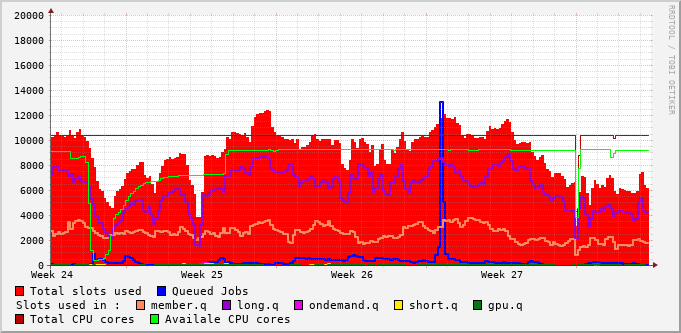 20000
18000
16000
14000
12000
10000
8000
6000
4000
2000
0
Week 24 Week 25 Week 26 Week 27
Total slots used Queued Jobs
Slots used in : member.q long.q ondemand.q short.q gpu.q
Total CPU cores Availale CPU cores
RRDTOOL / TOBI OETIKER